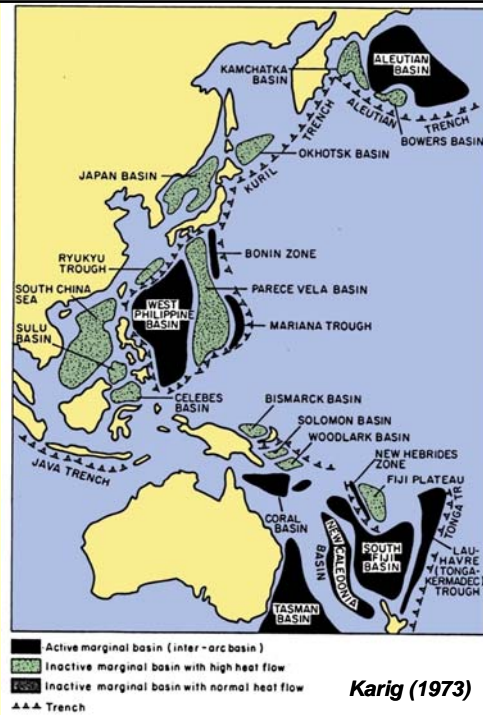 KAMCHATKA
BASIN
ALEUTIAN
BASIN
ALEUTIAN
TRENCH
BOWERS BASIN
KURIL
TRENCH
OKHOTSK BASIN
JAPAN BASIN
RYUKYU
TROUGH
BONIN ZONE
SOUTH CHINA
SEA
PARECE VELA BASIN
WEST
PHILIPPINE
BASIN
SULU
BASIN
MARIANA TROUGH
CELEBES
BASIN
BISMARCK BASIN
SOLOMON BASIN
WOODLARK BASIN
JAVA TRENCH
NEW HEBRIDES
ZONE
FIJI PLATEAU
TONGA TR.
CORAL
BASIN
NEW CALEDONIA
BASIN
SOUTH
FIJI
BASIN
LAU-
HAVRE
(TONGA-
KERMADEC)
TROUGH
TASMAN
BASIN
Active marginal basin (inter-arc basin)
Inactive marginal basin with high heat flow
Inactive marginal basin with normal heat flow
Trench
Karig (1973)